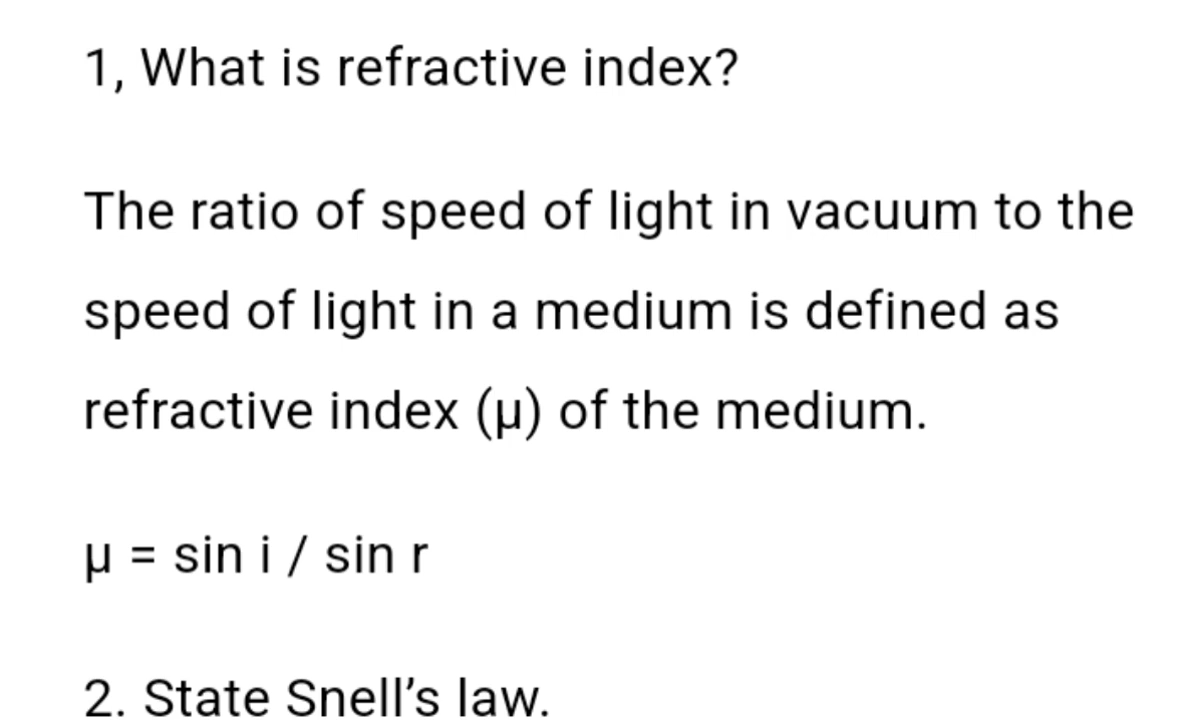 1, What is refractive index?
The ratio of speed of light in vacuum to the
speed of light in a medium is defined as
refractive index (μ) of the medium.
μ = sin i / sin r
2. State Snell’s law.